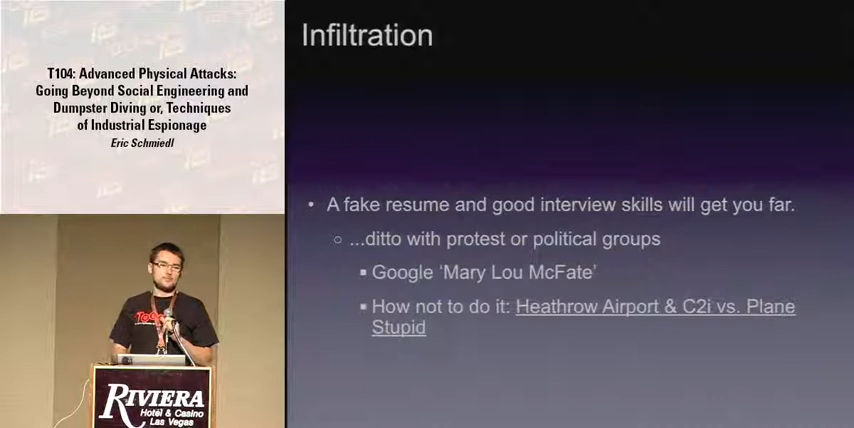 T104: Advanced Physical Attacks:
Going Beyond Social Engineering and
Dumpster Diving or, Techniques
of Industrial Espionage
Eric Schmiedl
Infiltration
• A fake resume and good interview skills will get you far.
○ ...ditto with protest or political groups
▪ Google ‘Mary Lou McFate’
▪ How not to do it: Heathrow Airport & C2i vs. Plane
Stupid
RIVIERA
Hotel & Casino
Las Vegas